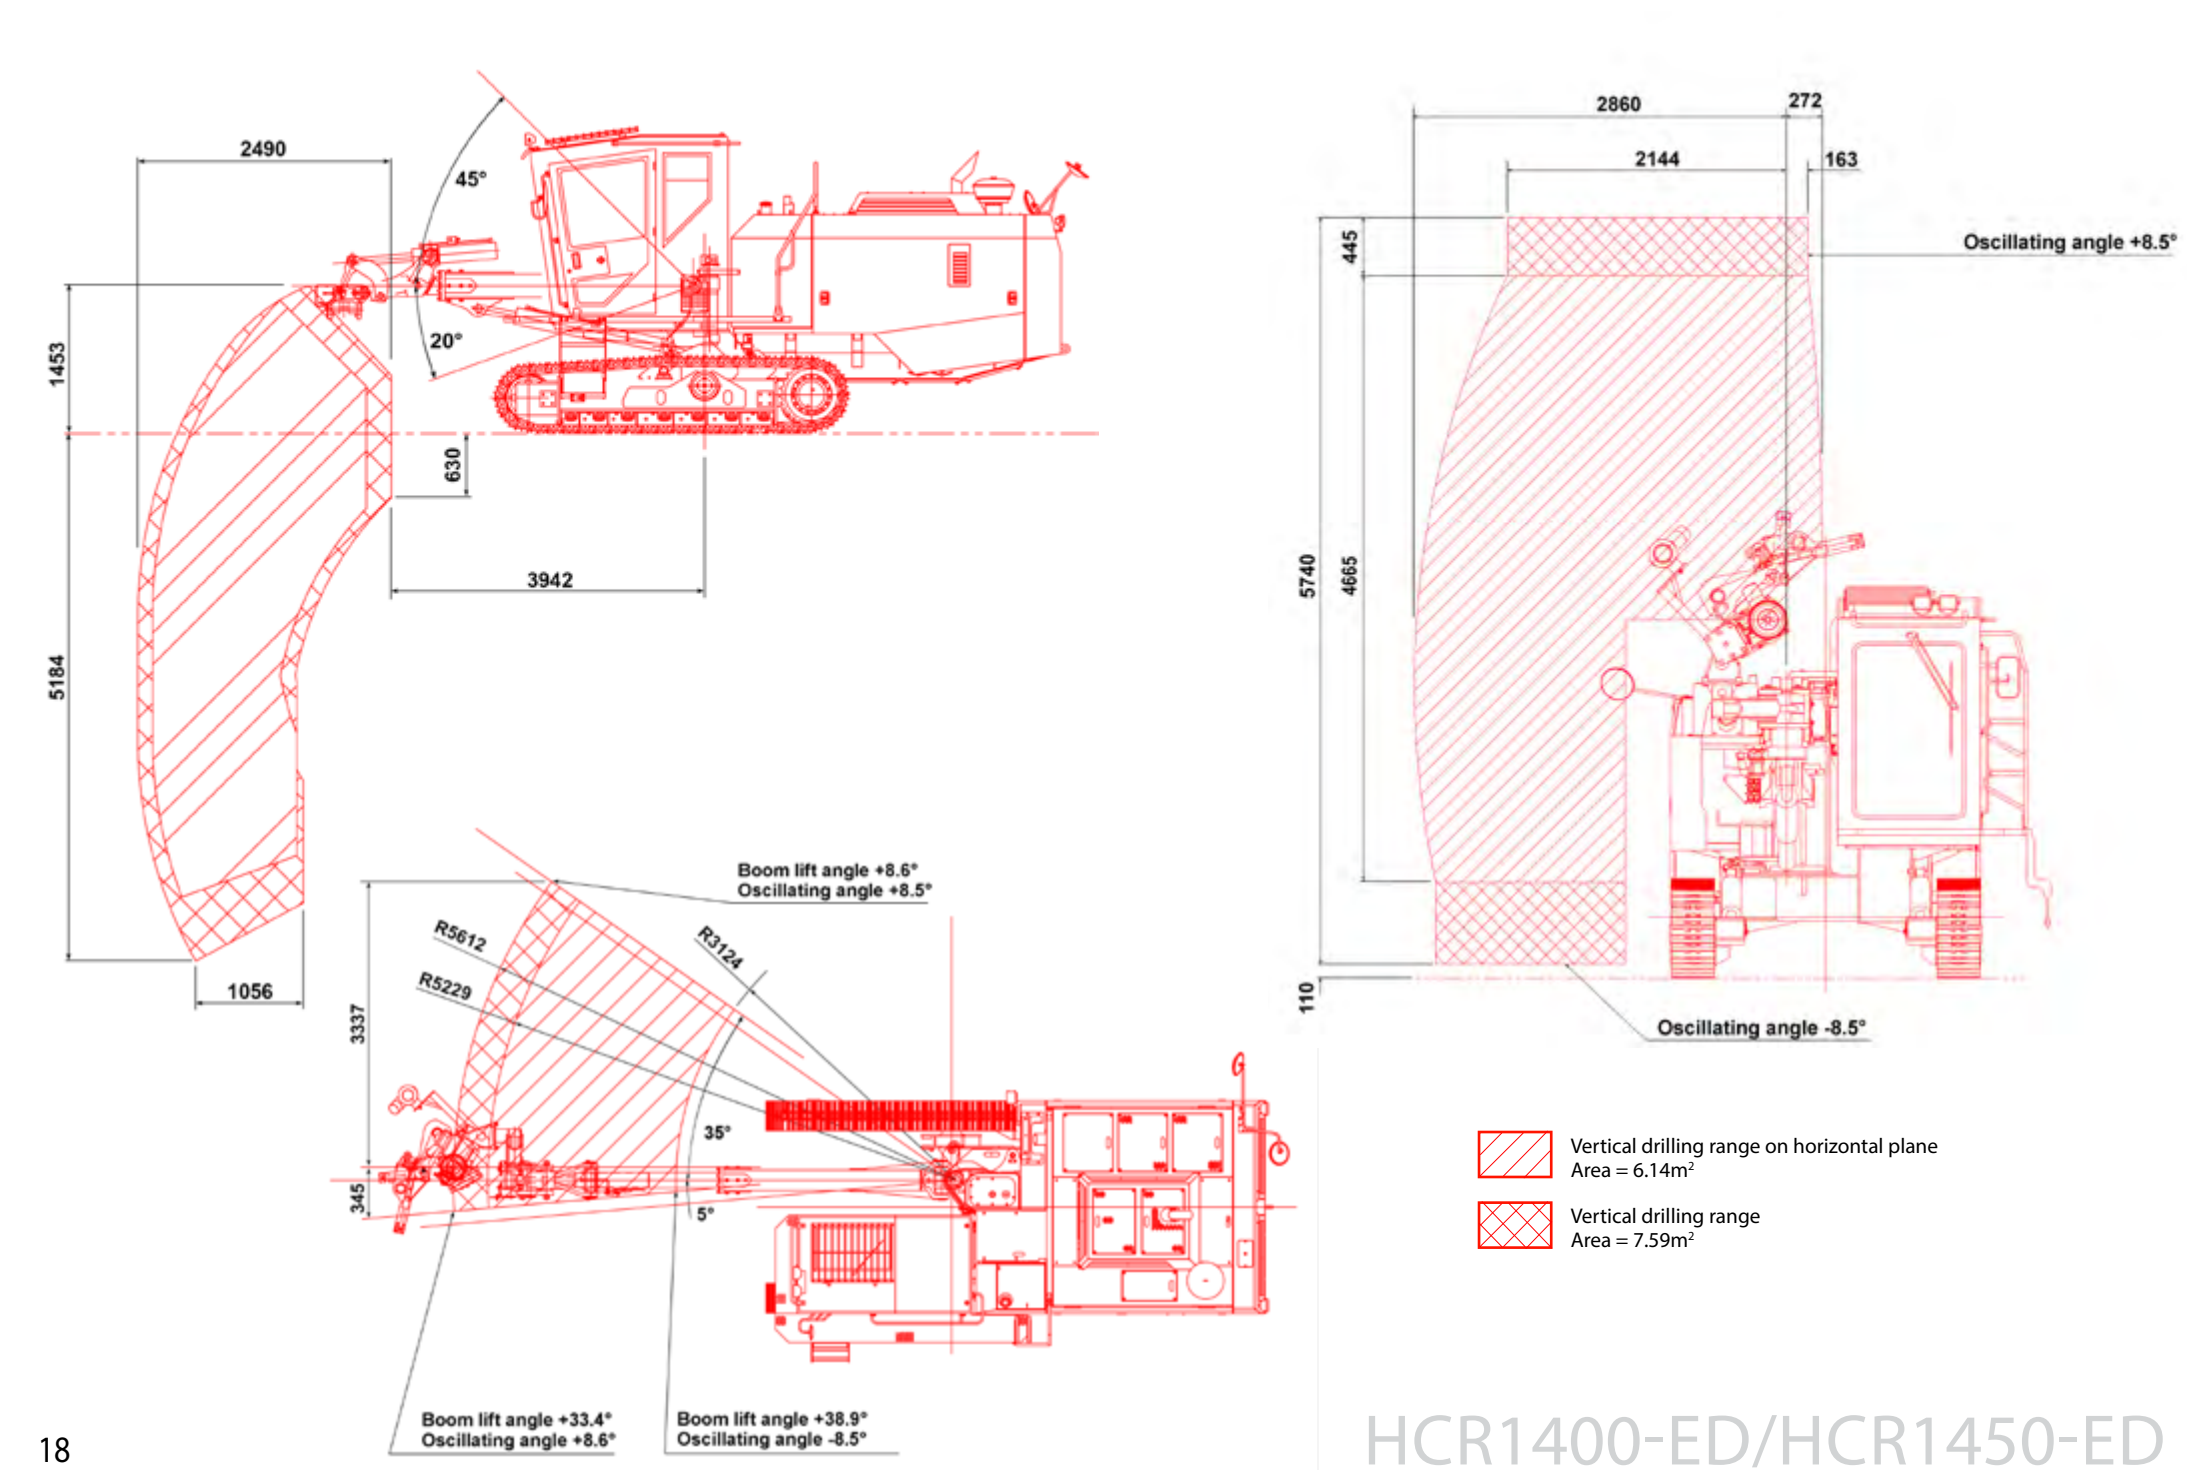 2490
45°
20°
1453
630
3942
5184
1056
2860
272
2144
163
445
Oscillating angle +8.5°
5740
4665
110
Oscillating angle -8.5°
Boom lift angle +8.6°
Oscillating angle +8.5°
R5612
R3124
R5229
3337
35°
345
5°
Boom lift angle +33.4°
Oscillating angle +8.6°
Boom lift angle +38.9°
Oscillating angle -8.5°
Vertical drilling range on horizontal plane
Area = 6.14m²
Vertical drilling range
Area = 7.59m²
18
HCR1400-ED/HCR1450-ED